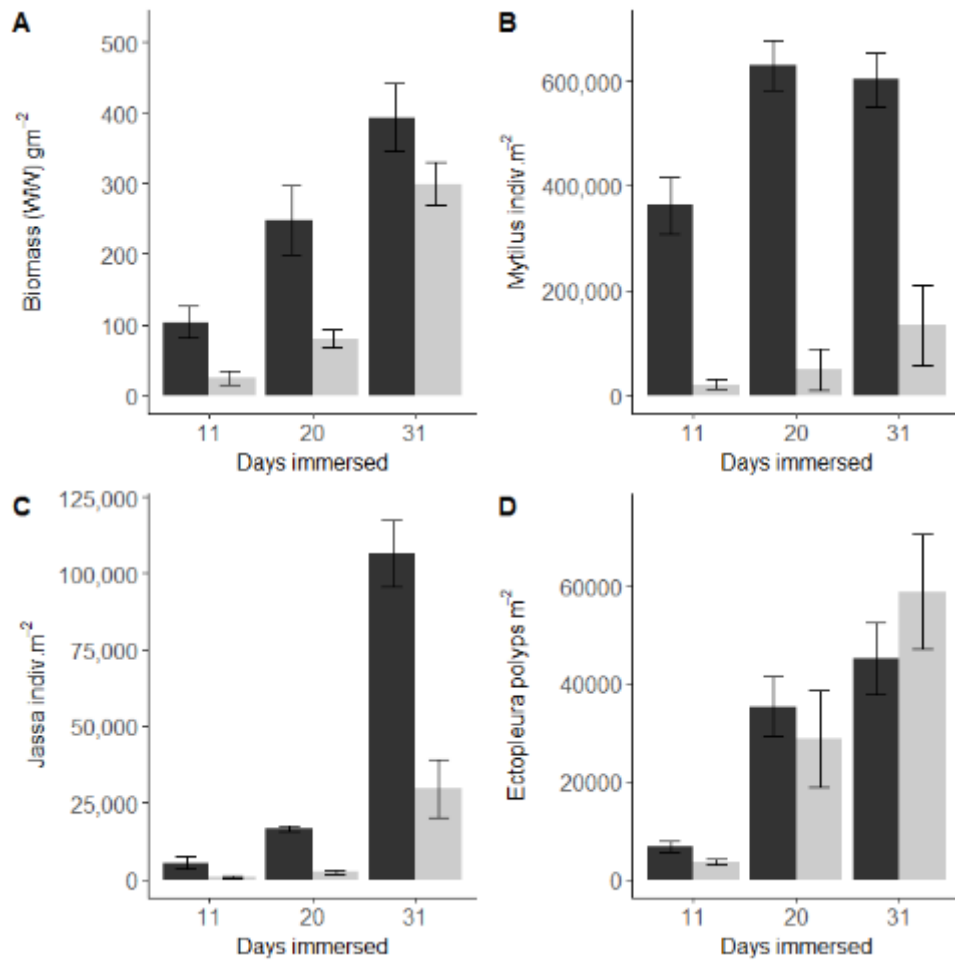 A
Biomass (WW) gm⁻²
500
400
300
200
100
0
11 20 31
Days immersed
B
Mytilus indiv.m⁻²
600,000
400,000
200,000
0
11 20 31
Days immersed
C
Jassa indiv.m⁻²
125,000
100,000
75,000
50,000
25,000
0
11 20 31
Days immersed
D
Ectopleura polyps m⁻²
60000
40000
20000
0
11 20 31
Days immersed